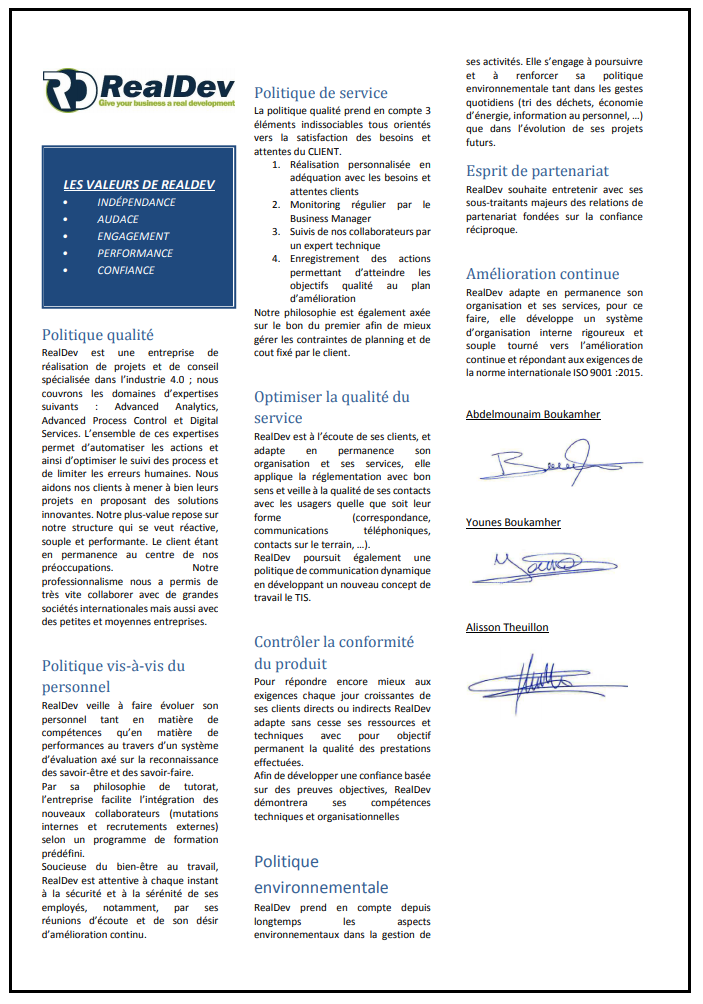 RealDev
Give your business a real development
LES VALEURS DE REALDEV
• INDÉPENDANCE
• AUDACE
• ENGAGEMENT
• PERFORMANCE
• CONFIANCE
Politique qualité
RealDev est une entreprise de
réalisation de projets et de conseil
spécialisée dans l'industrie 4.0 ; nous
couvrons les domaines d'expertises
suivants : Advanced Analytics,
Advanced Process Control et Digital
Services. L'ensemble de ces expertises
permet d'automatiser les actions et
ainsi d'optimiser le suivi des process et
de limiter les erreurs humaines. Nous
aidons nos clients à mener à bien leurs
projets en proposant des solutions
innovantes. Notre plus-value repose sur
notre structure qui se veut réactive,
souple et performante. Le client étant
en permanence au centre de nos
préoccupations. Notre
professionnalisme nous a permis de
très vite collaborer avec de grandes
sociétés internationales mais aussi avec
des petites et moyennes entreprises.
Politique vis-à-vis du
personnel
RealDev veille à faire évoluer son
personnel tant en matière de
compétences qu'en matière de
performances au travers d'un système
d'évaluation axé sur la reconnaissance
des savoir-être et des savoir-faire.
Par sa philosophie de tutorat,
l'entreprise facilite l'intégration des
nouveaux collaborateurs (mutations
internes et recrutements externes)
selon un programme de formation
prédéfini.
Soucieuse du bien-être au travail,
RealDev est attentive à chaque instant
à la sécurité et à la sérénité de ses
employés, notamment, par ses
réunions d'écoute et de son désir
d'amélioration continu.
Politique de service
La politique qualité prend en compte 3
éléments indissociables tous orientés
vers la satisfaction des besoins et
attentes du CLIENT.
1. Réalisation personnalisée en
adéquation avec les besoins et
attentes clients
2. Monitoring régulier par le
Business Manager
3. Suivis de nos collaborateurs par
un expert technique
4. Enregistrement des actions
permettant d'atteindre les
objectifs qualité au plan
d'amélioration
Notre philosophie est également axée
sur le bon du premier afin de mieux
gérer les contraintes de planning et de
cout fixé par le client.
Optimiser la qualité du
service
RealDev est à l'écoute de ses clients, et
adapte en permanence son
organisation et ses services, elle
applique la réglementation avec bon
sens et veille à la qualité de ses contacts
avec les usagers quelle que soit leur
forme (correspondance,
communications téléphoniques,
contacts sur le terrain, …).
RealDev poursuit également une
politique de communication dynamique
en développant un nouveau concept de
travail le TIS.
Contrôler la conformité
du produit
Pour répondre encore mieux aux
exigences chaque jour croissantes de
ses clients directs ou indirects RealDev
adapte sans cesse ses ressources et
techniques avec pour objectif
permanent la qualité des prestations
effectuées.
Afin de développer une confiance basée
sur des preuves objectives, RealDev
démontrera ses compétences
techniques et organisationnelles
Politique
environnementale
RealDev prend en compte depuis
longtemps les aspects
environnementaux dans la gestion de
ses activités. Elle s'engage à poursuivre
et à renforcer sa politique
environnementale tant dans les gestes
quotidiens (tri des déchets, économie
d'énergie, information au personnel, …)
que dans l'évolution de ses projets
futurs.
Esprit de partenariat
RealDev souhaite entretenir avec ses
sous-traitants majeurs des relations de
partenariat fondées sur la confiance
réciproque.
Amélioration continue
RealDev adapte en permanence son
organisation et ses services, pour ce
faire, elle développe un système
d'organisation interne rigoureux et
souple tourné vers l'amélioration
continue et répondant aux exigences de
la norme internationale ISO 9001 :2015.
Abdelmounaim Boukamher
Younes Boukamher
Alisson Theuillon